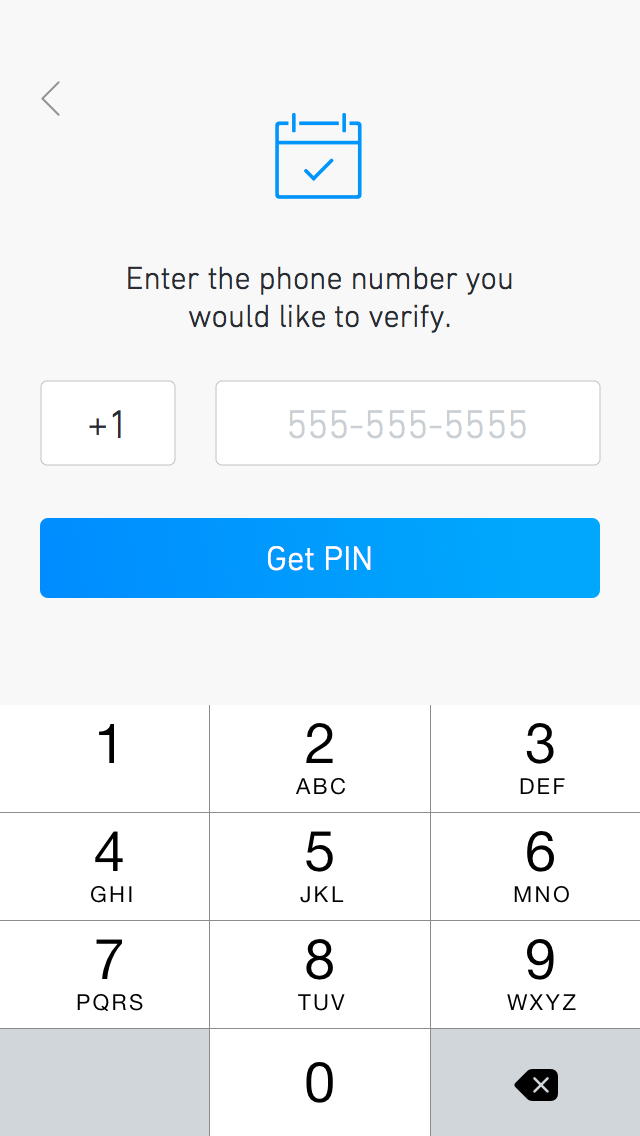 Enter the phone number you
would like to verify.
+1 555-555-5555
Get PIN
1 2 3
ABC DEF
4 5 6
GHI JKL MNO
7 8 9
PQRS TUV WXYZ
0